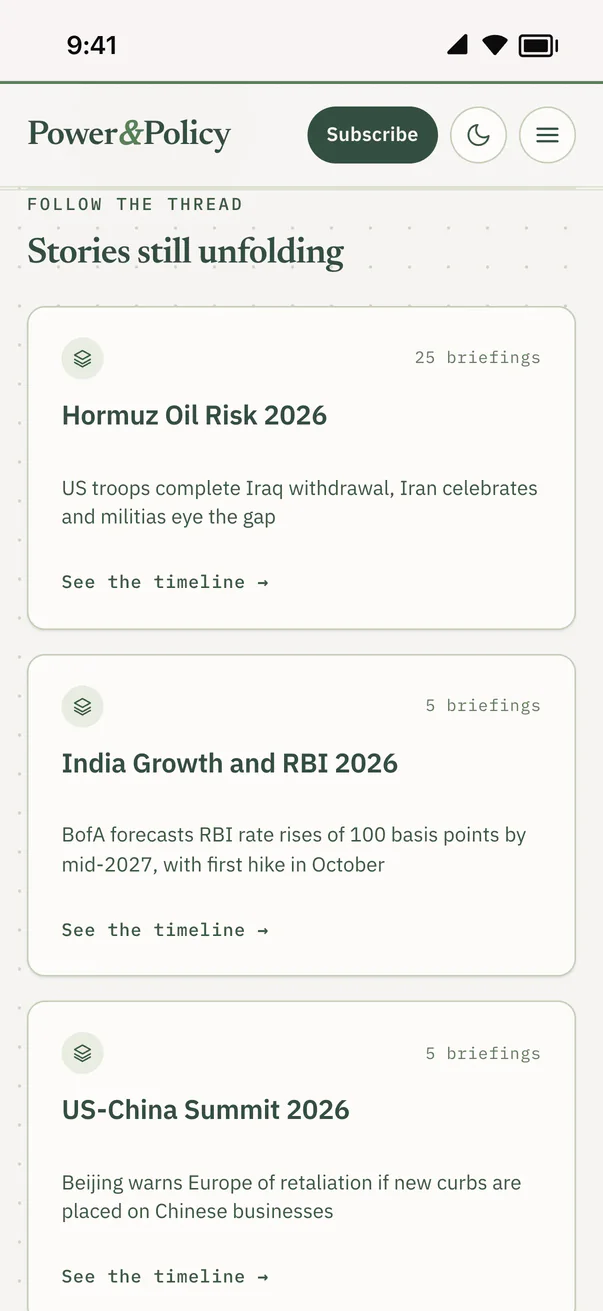 9:41
Power&Policy
Subscribe
FOLLOW THE THREAD
Stories still unfolding
25 briefings
Hormuz Oil Risk 2026
US troops complete Iraq withdrawal, Iran celebrates
and militias eye the gap
See the timeline →
5 briefings
India Growth and RBI 2026
BofA forecasts RBI rate rises of 100 basis points by
mid-2027, with first hike in October
See the timeline →
5 briefings
US-China Summit 2026
Beijing warns Europe of retaliation if new curbs are
placed on Chinese businesses
See the timeline →